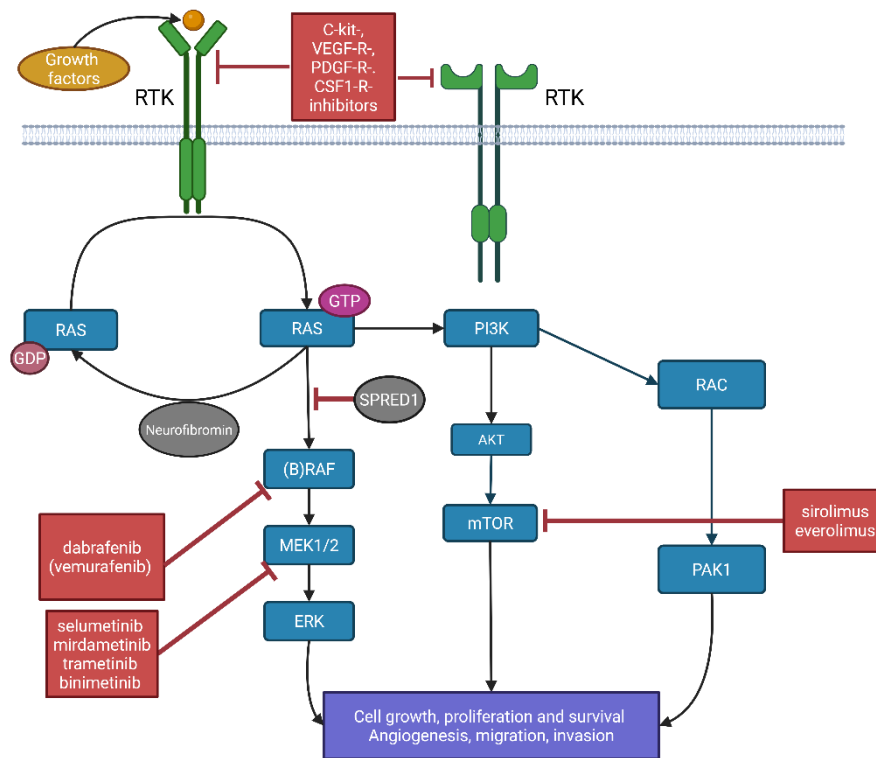 Growth
factors
RTK
C-kit-,
VEGF-R-,
PDGF-R-.
CSF1-R-
inhibitors
RTK
RAS
GDP
GTP
RAS
PI3K
RAC
Neurofibromin
SPRED1
AKT
(B)RAF
mTOR
sirolimus
everolimus
dabrafenib
(vemurafenib)
MEK1/2
PAK1
selumetinib
mirdametinib
trametinib
binimetinib
ERK
Cell growth, proliferation and survival
Angiogenesis, migration, invasion